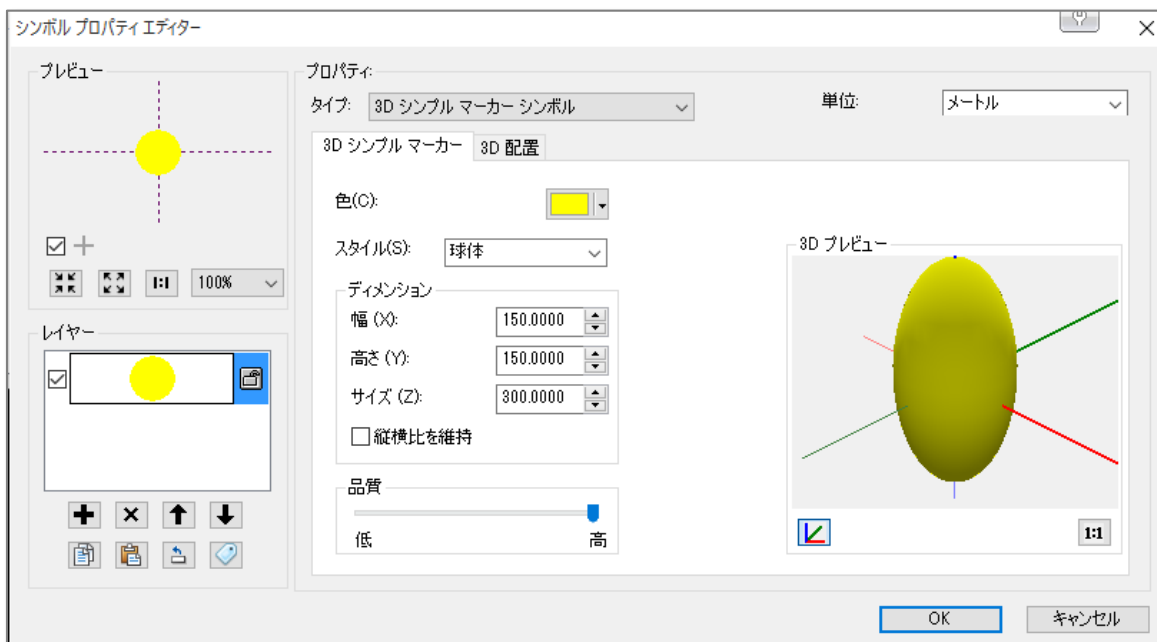 シンボル プロパティ エディター
プレビュー
1:1
100%
レイヤー
プロパティ:
タイプ: 3D シンプル マーカー シンボル
単位: メートル
3D シンプル マーカー 3D 配置
色(C):
スタイル(S): 球体
ディメンション
幅 (X): 150.0000
高さ (Y): 150.0000
サイズ (Z): 300.0000
縦横比を維持
品質
低 高
3D プレビュー
1:1
OK キャンセル